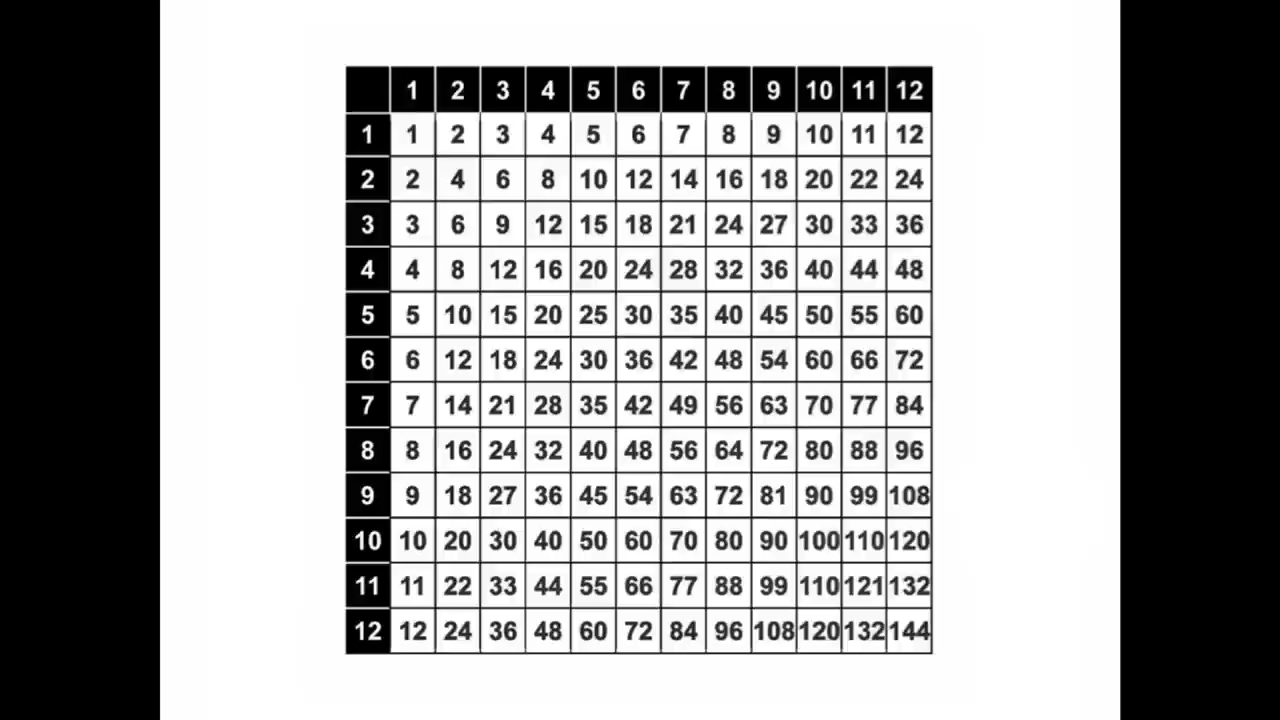 1 2 3 4 5 6 7 8 9 10 11 12
1 1 2 3 4 5 6 7 8 9 10 11 12
2 2 4 6 8 10 12 14 16 18 20 22 24
3 3 6 9 12 15 18 21 24 27 30 33 36
4 4 8 12 16 20 24 28 32 36 40 44 48
5 5 10 15 20 25 30 35 40 45 50 55 60
6 6 12 18 24 30 36 42 48 54 60 66 72
7 7 14 21 28 35 42 49 56 63 70 77 84
8 8 16 24 32 40 48 56 64 72 80 88 96
9 9 18 27 36 45 54 63 72 81 90 99 108
10 10 20 30 40 50 60 70 80 90 100 110 120
11 11 22 33 44 55 66 77 88 99 110 121 132
12 12 24 36 48 60 72 84 96 108 120 132 144